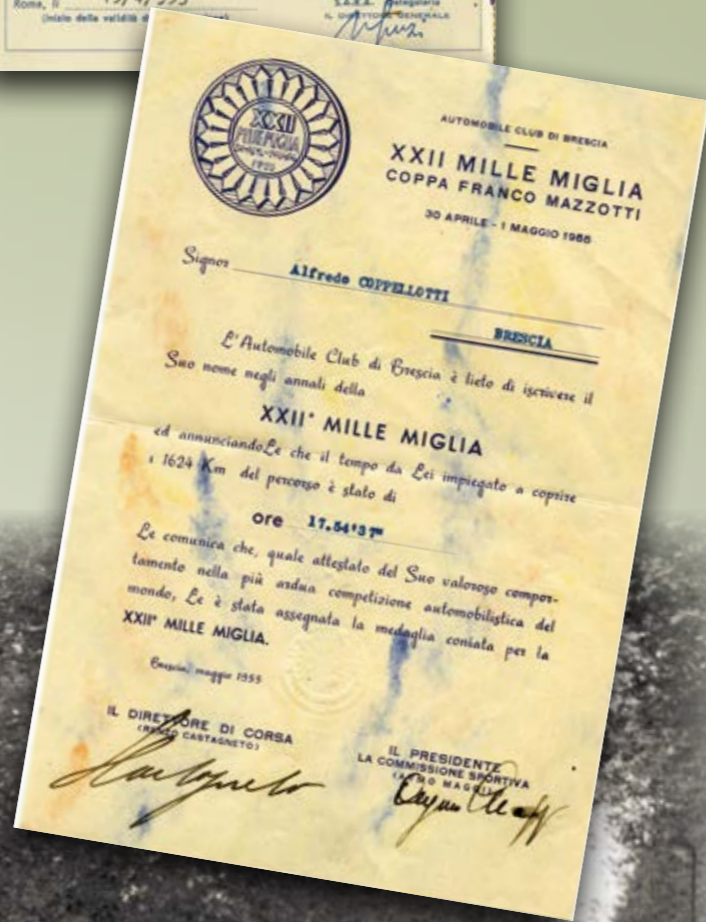 Roma, li
S.A.R.A. Delegataria
(inizio della validità
IL DIRETTORE GENERALE
XXII
MILLE MIGLIA
1955
AUTOMOBILE CLUB DI BRESCIA
XXII MILLE MIGLIA
COPPA FRANCO MAZZOTTI
30 APRILE - 1 MAGGIO 1955
Signor Alfredo COPPELLOTTI
BRESCIA
L'Automobile Club di Brescia è lieto di iscrivere il
Suo nome negli annali della
XXII° MILLE MIGLIA
ed annunciandoLe che il tempo da Lei impiegato a coprire
i 1624 Km del percorso è stato di
ore 17.54'37"
Le comunica che, quale attestato del Suo valoroso compor-
tamento nella più ardua competizione automobilistica del
mondo, Le è stata assegnata la medaglia coniata per la
XXII° MILLE MIGLIA.
Brescia, maggio 1955
IL DIRETTORE DI CORSA
(RENZO CASTAGNETO)
Castagneto
IL PRESIDENTE
LA COMMISSIONE SPORTIVA
MAGGI